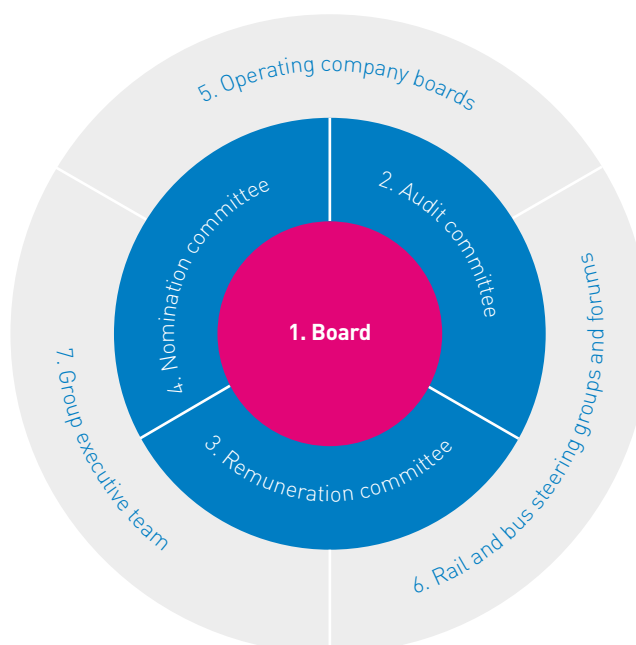 1. Board
2. Audit committee
3. Remuneration committee
4. Nomination committee
5. Operating company boards
6. Rail and bus steering groups and forums
7. Group executive team